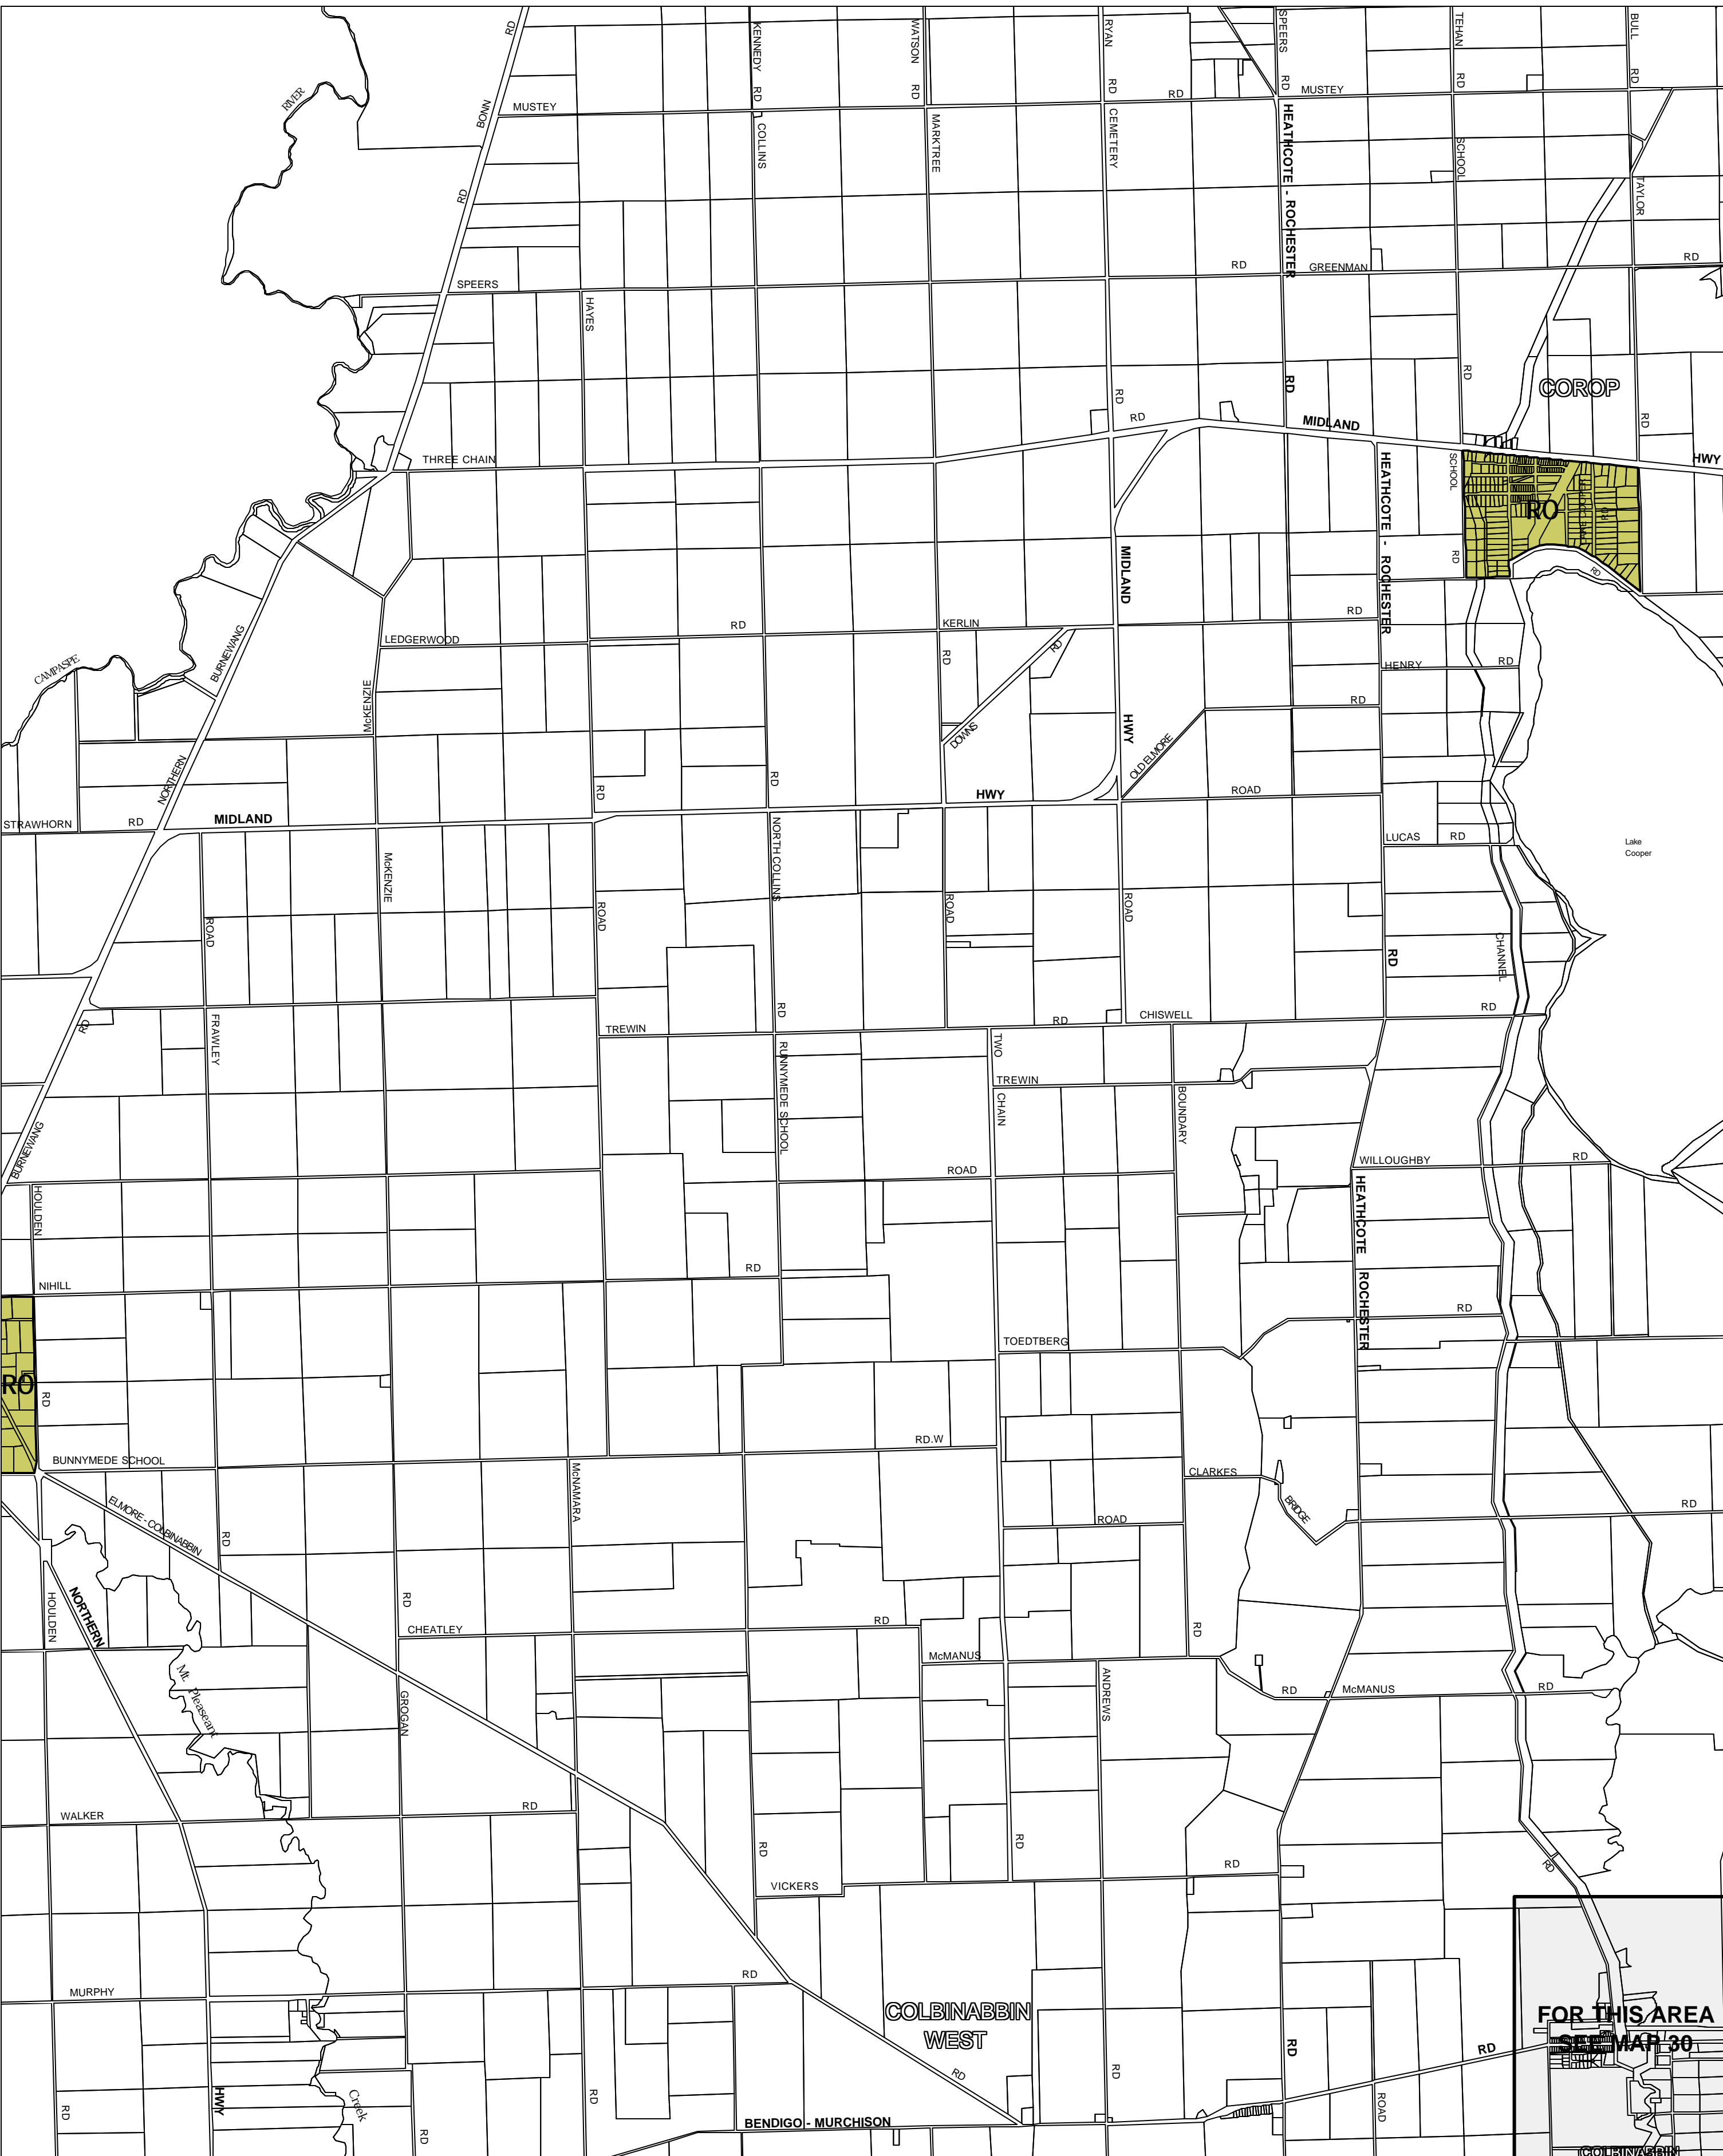 RD
KENNEDY
RD
WATSON
RD
RYAN
RD
SPEERS
RD
TEHAN
RD
BULL
RD
RIVER
BONN
MUSTEY
RD
MUSTEY
COLLINS
MARKTREE
CEMETERY
HEATHCOTE - ROCHESTER
SCHOOL
TAYLOR
RD
SPEERS
RD
GREENMAN
RD
HAYES
RD
RD
RD
COROP
RD
RD
MIDLAND
THREE CHAIN
HEATHCOTE - ROCHESTER
SCHOOL
HWY
RO
RD
RD
RD
MIDLAND
BURNEWANG
LEDGERWOOD
RD
KERLIN
RD
CAMPASPE
McKENZIE
RD
RD
HENRY
RD
RD
DOWNS
HWY
OLD ELMORE
NORTHERN
RD
RD
HWY
ROAD
STRAWHORN
RD
MIDLAND
NORTH COLLINS
LUCAS
RD
Lake
Cooper
McKENZIE
ROAD
ROAD
ROAD
ROAD
RD
CHANNEL
RD
FRAWLEY
TREWIN
RD
RD
CHISWELL
RD
TWO
RUNNYMEDE SCHOOL
TREWIN
CHAIN
BOUNDARY
BURNEWANG
ROAD
WILLOUGHBY
RD
HOULDEN
HEATHCOTE
NIHILL
RD
ROCHESTER
RD
TOEDTBERG
RO
RD
RD.W
BUNNYMEDE SCHOOL
McNAMARA
CLARKES
ELMORE - COLBINABBIN
BRIDGE
RD
RD
ROAD
HOULDEN
NORTHERN
RD
CHEATLEY
RD
RD
McMANUS
Mt. Pleasant
GROGAN
ANDREWS
RD
McMANUS
RD
WALKER
RD
RD
RD
RD
RD
VICKERS
MURPHY
RD
COLBINABBIN
WEST
FOR THIS AREA
SEE MAP 30
RD
RD
RD
RD
HWY
Creek
RD
RD
RD
ROAD
BENDIGO - MURCHISON
COLBINABBIN